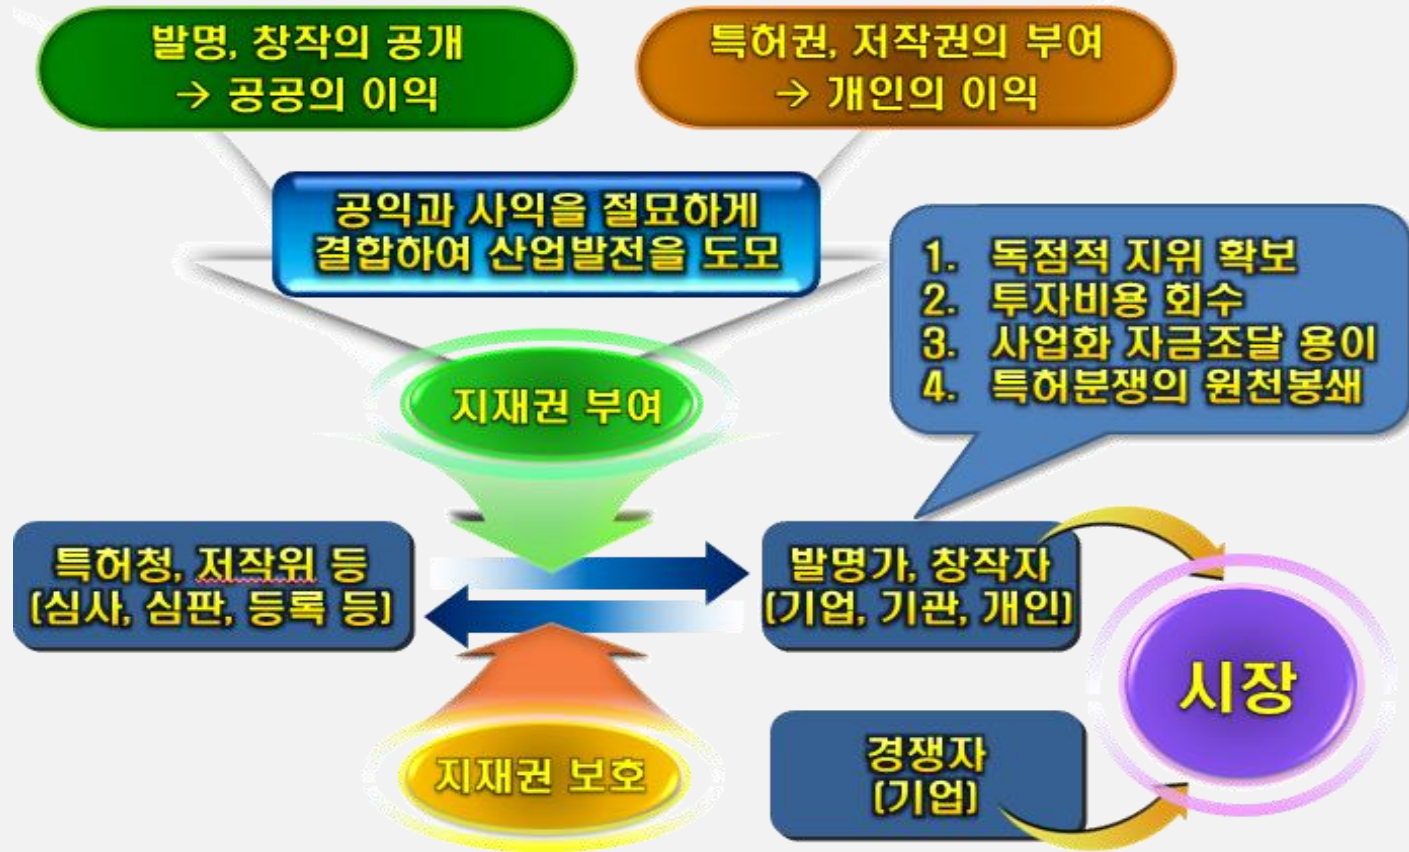 발명, 창작의 공개
→ 공공의 이익
특허권, 저작권의 부여
→ 개인의 이익
공익과 사익을 절묘하게
결합하여 산업발전을 도모
1. 독점적 지위 확보
2. 투자비용 회수
3. 사업화 자금조달 용이
4. 특허분쟁의 원천봉쇄
지재권 부여
특허청, 저작위 등
(심사, 심판, 등록 등)
발명가, 창작자
(기업, 기관, 개인)
시장
지재권 보호
경쟁자
(기업)